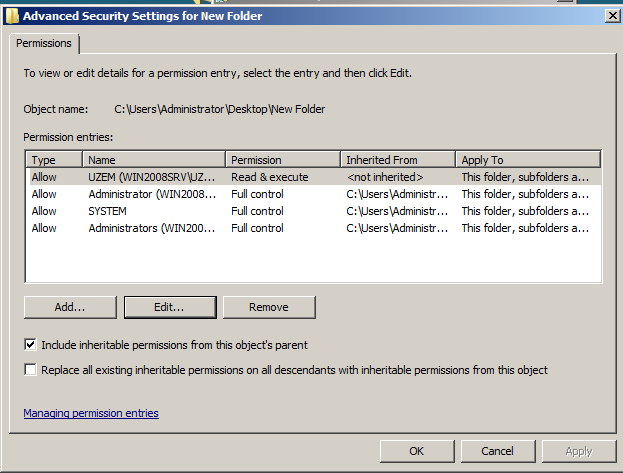 Advanced Security Settings for New Folder
Permissions
To view or edit details for a permission entry, select the entry and then click Edit.
Object name: C:\Users\Administrator\Desktop\New Folder
Permission entries:
Type Name Permission Inherited From Apply To
Allow UZEM (WIN2008SRV\UZ... Read & execute <not inherited> This folder, subfolders a...
Allow Administrator (WIN2008... Full control C:\Users\Administr... This folder, subfolders a...
Allow SYSTEM Full control C:\Users\Administr... This folder, subfolders a...
Allow Administrators (WIN200... Full control C:\Users\Administr... This folder, subfolders a...
Add... Edit... Remove
Include inheritable permissions from this object's parent
Replace all existing inheritable permissions on all descendants with inheritable permissions from this object
Managing permission entries
OK Cancel Apply